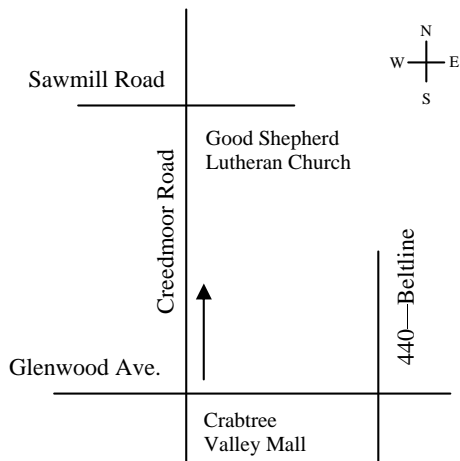 N
W
E
S
Sawmill Road
Good Shepherd
Lutheran Church
Creedmoor Road
440—Beltline
Glenwood Ave.
Crabtree
Valley Mall